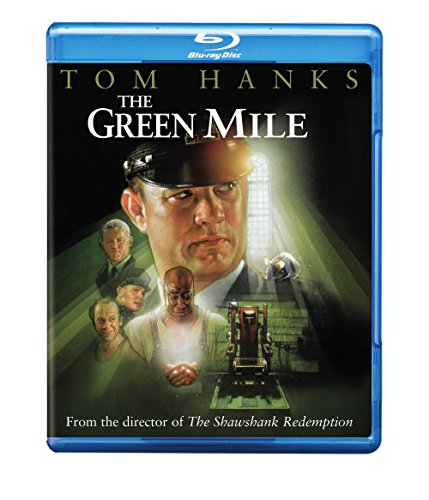 Blu-ray Disc
TOM HANKS
THE
GREEN MILE
From the director of The Shawshank Redemption